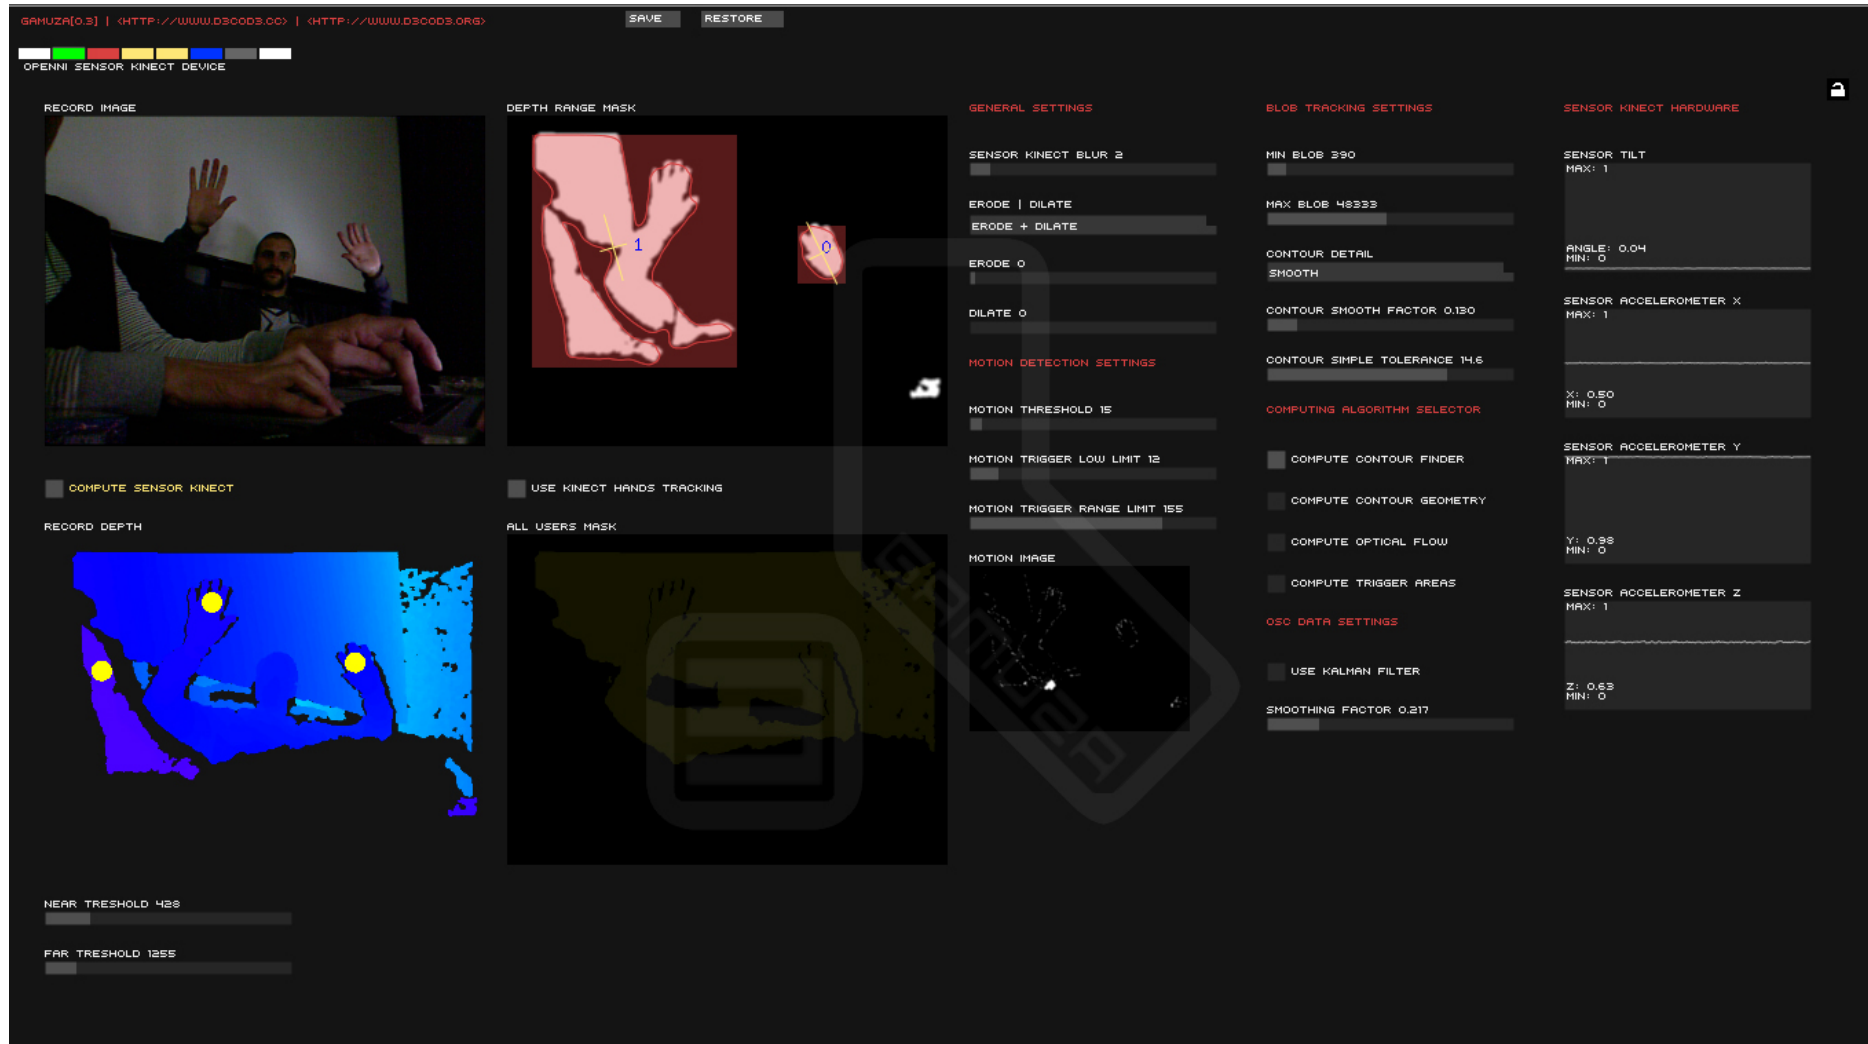 GAMUZA[0.3] | <HTTP://WWW.D3COD3.CC> | <HTTP://WWW.D3COD3.ORG>
SAVE
RESTORE
OPENNI SENSOR KINECT DEVICE
RECORD IMAGE
COMPUTE SENSOR KINECT
RECORD DEPTH
NEAR TRESHOLD 428
FAR TRESHOLD 1255
DEPTH RANGE MASK
1
0
USE KINECT HANDS TRACKING
ALL USERS MASK
GENERAL SETTINGS
SENSOR KINECT BLUR 2
ERODE | DILATE
ERODE + DILATE
ERODE 0
DILATE 0
MOTION DETECTION SETTINGS
MOTION THRESHOLD 15
MOTION TRIGGER LOW LIMIT 12
MOTION TRIGGER RANGE LIMIT 155
MOTION IMAGE
GAMUZA
BLOB TRACKING SETTINGS
MIN BLOB 390
MAX BLOB 48333
CONTOUR DETAIL
SMOOTH
CONTOUR SMOOTH FACTOR 0.130
CONTOUR SIMPLE TOLERANCE 14.6
COMPUTING ALGORITHM SELECTOR
COMPUTE CONTOUR FINDER
COMPUTE CONTOUR GEOMETRY
COMPUTE OPTICAL FLOW
COMPUTE TRIGGER AREAS
OSC DATA SETTINGS
USE KALMAN FILTER
SMOOTHING FACTOR 0.217
SENSOR KINECT HARDWARE
SENSOR TILT
MAX: 1
ANGLE: 0.04
MIN: 0
SENSOR ACCELEROMETER X
MAX: 1
X: 0.50
MIN: 0
SENSOR ACCELEROMETER Y
MAX: 1
Y: 0.98
MIN: 0
SENSOR ACCELEROMETER Z
MAX: 1
Z: 0.63
MIN: 0